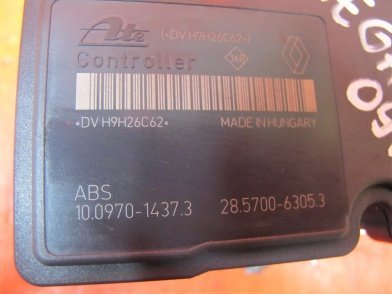 Ate (*DV H9H26C62*)
Controller
*DV H9H26C62* MADE IN HUNGARY
ABS
10.0970-1437.3 28.5700-6305.3